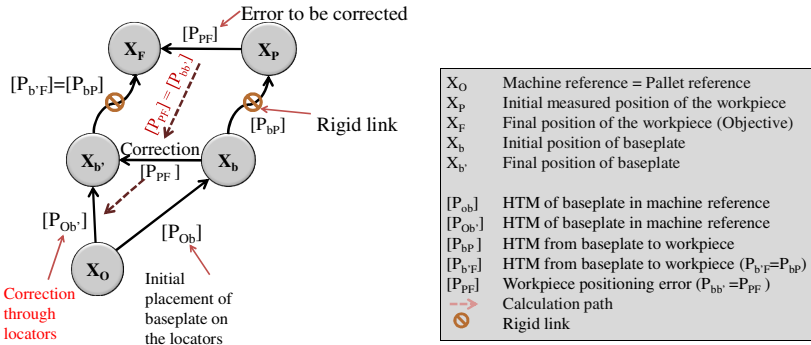 Error to be corrected
[P_PF]
X_F
X_P
[P_b'F]=[P_bP]
[P_PF] = [P_bb']
[P_bP]
Rigid link
Correction
X_b'
X_b
[P_PF ]
[P_Ob']
[P_Ob]
X_O
Correction
through
locators
Initial
placement of
baseplate on
the locators
X_O Machine reference = Pallet reference
X_P Initial measured position of the workpiece
X_F Final position of the workpiece (Objective)
X_b Initial position of baseplate
X_b' Final position of baseplate
[P_ob] HTM of baseplate in machine reference
[P_Ob'] HTM of baseplate in machine reference
[P_bP ] HTM from baseplate to workpiece
[P_b'F] HTM from baseplate to workpiece (P_b'F=P_bP)
[P_PF] Workpiece positioning error (P_bb' =P_PF )
Calculation path
Rigid link